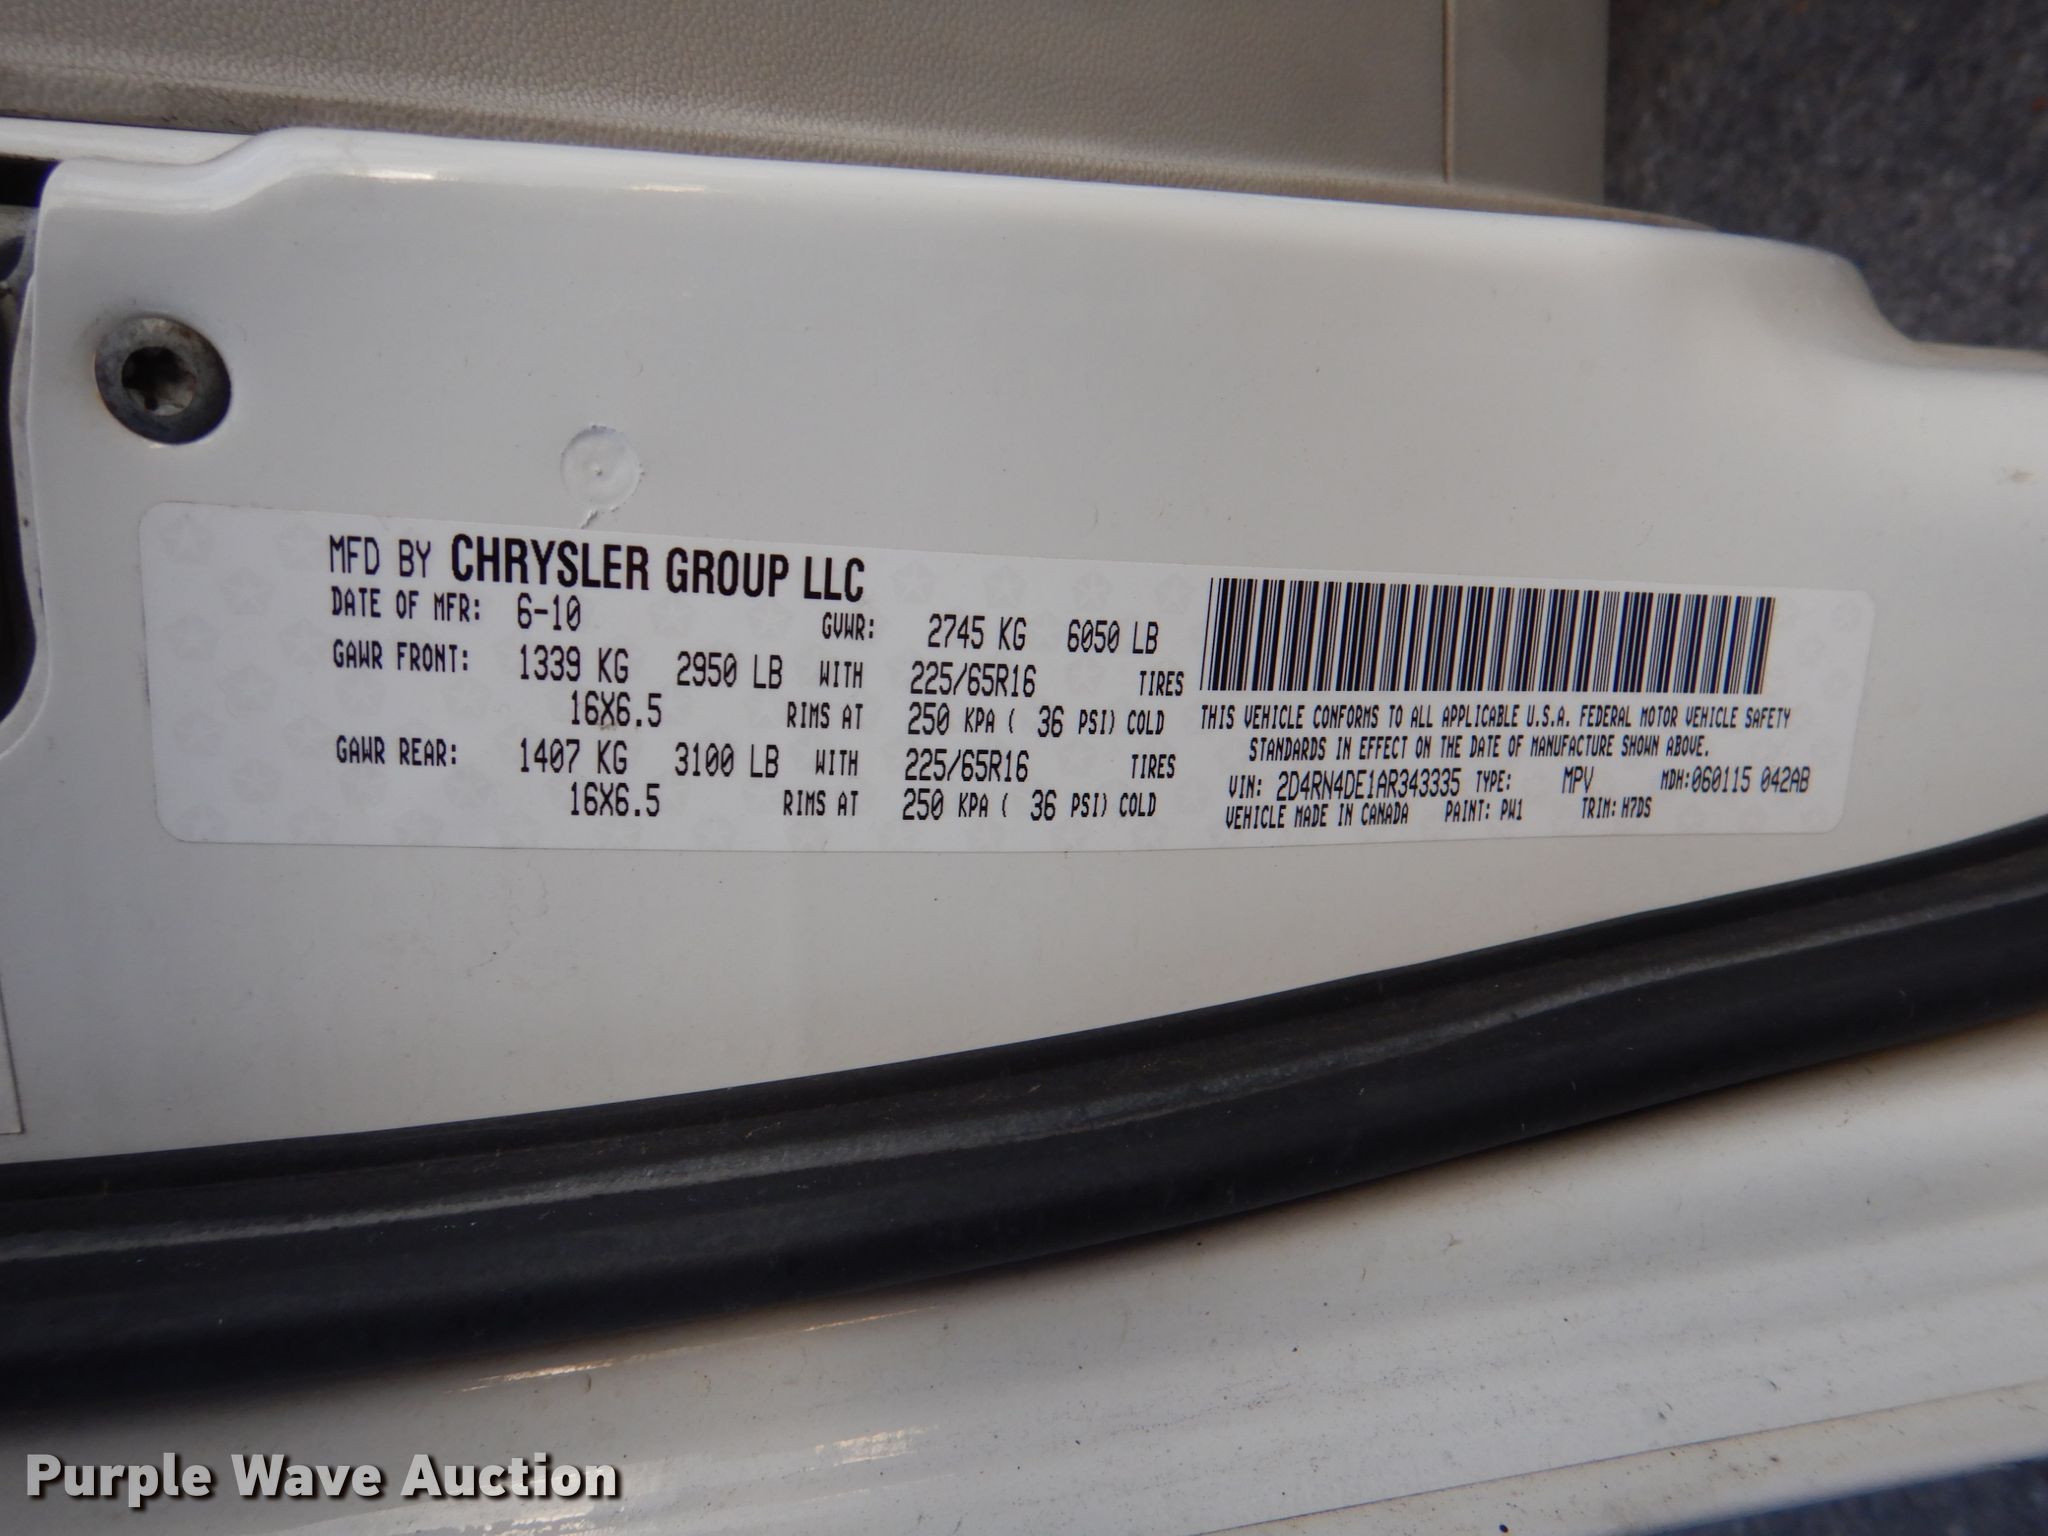 MFD BY CHRYSLER GROUP LLC
DATE OF MFR: 6-10 GVWR: 2745 KG 6050 LB
GAWR FRONT: 1339 KG 2950 LB WITH 225/65R16 TIRES
16X6.5 RIMS AT 250 KPA ( 36 PSI) COLD
GAWR REAR: 1407 KG 3100 LB WITH 225/65R16 TIRES
16X6.5 RIMS AT 250 KPA ( 36 PSI) COLD
THIS VEHICLE CONFORMS TO ALL APPLICABLE U.S.A. FEDERAL MOTOR VEHICLE SAFETY
STANDARDS IN EFFECT ON THE DATE OF MANUFACTURE SHOWN ABOVE.
VIN: 2D4RN4DE1AR343335 TYPE: MPV MDH:060115 042AB
VEHICLE MADE IN CANADA PAINT: PW1 TRIM: H7DS
Purple Wave Auction